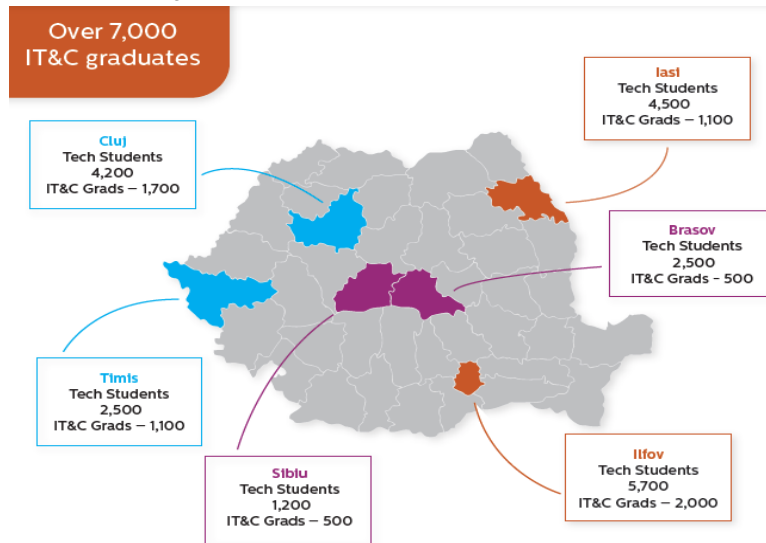 Over 7,000
IT&C graduates
Iasi
Tech Students
4,500
IT&C Grads – 1,100
Cluj
Tech Students
4,200
IT&C Grads – 1,700
Brasov
Tech Students
2,500
IT&C Grads - 500
Timis
Tech Students
2,500
IT&C Grads – 1,100
Sibiu
Tech Students
1,200
IT&C Grads – 500
Ilfov
Tech Students
5,700
IT&C Grads – 2,000